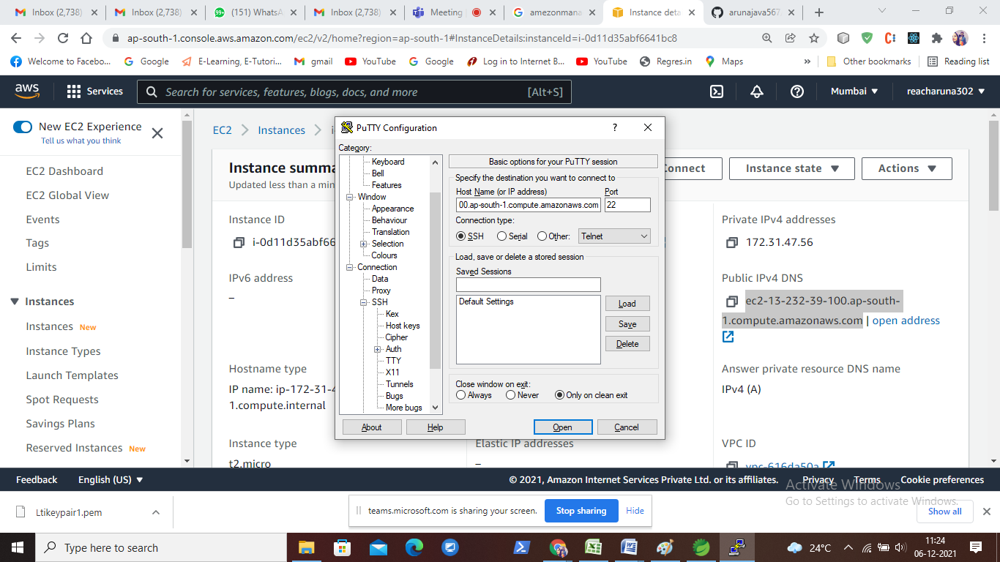 Inbox (2,738)
Inbox (2,738)
(151) WhatsA
Inbox (2,738)
Meeting
amezonmana
Instance deta
arunajava567
ap-south-1.console.aws.amazon.com/ec2/v2/home?region=ap-south-1#InstanceDetails:instanceId=i-0d11d35abf6641bc8
Welcome to Facebo...
Google
E-Learning, E-Tutori...
gmail
YouTube
Google
Log in to Internet B...
YouTube
Regres.in
Maps
»
Other bookmarks
Reading list
aws
Services
Search for services, features, blogs, docs, and more
[Alt+S]
Mumbai
reacharuna302
New EC2 Experience
Tell us what you think
EC2 Dashboard
EC2 Global View
Events
Tags
Limits
Instances
Instances New
Instance Types
Launch Templates
Spot Requests
Savings Plans
Reserved Instances New
EC2 > Instances > i
Instance summa
Updated less than a min
onnect
Instance state
Actions
Instance ID
i-0d11d35abf66
IPv6 address
–
Hostname type
IP name: ip-172-31-4
1.compute.internal
Instance type
t2.micro
Elastic IP addresses
–
Private IPv4 addresses
172.31.47.56
Public IPv4 DNS
ec2-13-232-39-100.ap-south-
1.compute.amazonaws.com | open address
Answer private resource DNS name
IPv4 (A)
VPC ID
vpc-616da50a
PuTTY Configuration
?
Category:
Keyboard
Bell
Features
Window
Appearance
Behaviour
Translation
Selection
Colours
Connection
Data
Proxy
SSH
Kex
Host keys
Cipher
Auth
TTY
X11
Tunnels
Bugs
More bugs
Basic options for your PuTTY session
Specify the destination you want to connect to
Host Name (or IP address)
Port
00.ap-south-1.compute.amazonaws.com
22
Connection type:
SSH
Serial
Other:
Telnet
Load, save or delete a stored session
Saved Sessions
Default Settings
Load
Save
Delete
Close window on exit:
Always
Never
Only on clean exit
About
Help
Open
Cancel
Feedback
English (US)
© 2021, Amazon Internet Services Private Ltd. or its affiliates.
Privacy
Terms
Cookie preferences
Activate Windows
Go to Settings to activate Windows.
Ltikeypair1.pem
teams.microsoft.com is sharing your screen.
Stop sharing
Hide
Show all
Type here to search
24°C
11:24
06-12-2021